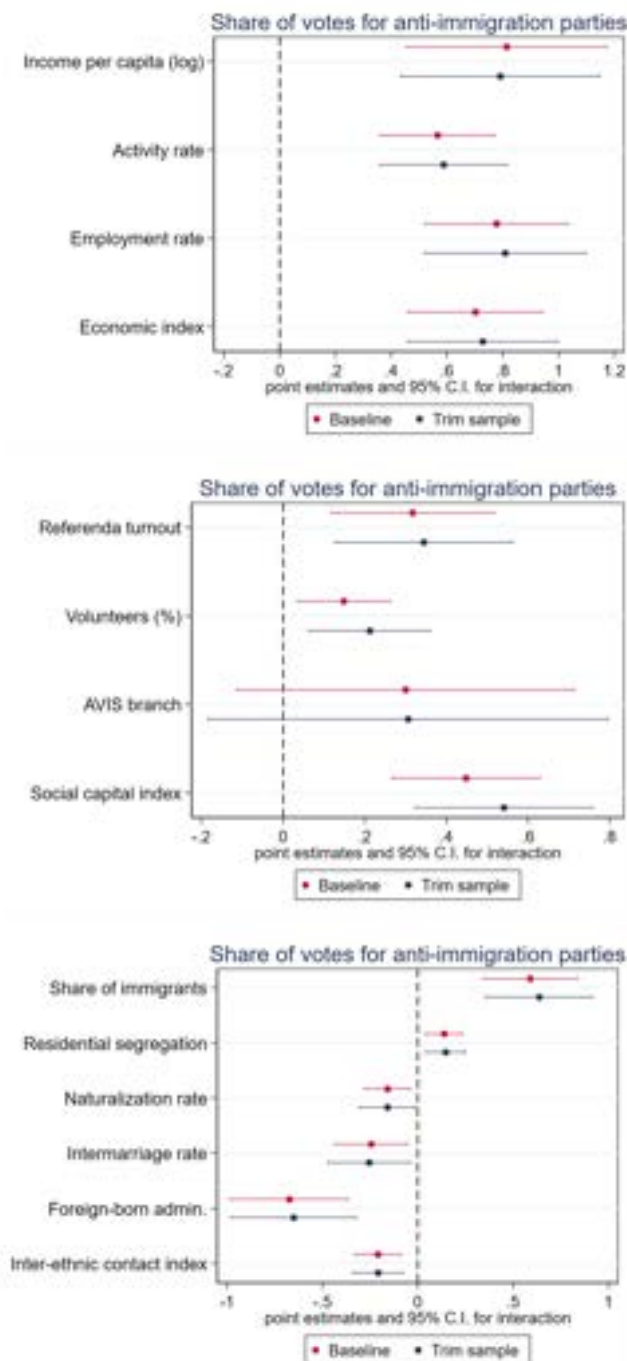 Share of votes for anti-immigration parties
Income per capita (log)
Activity rate
Employment rate
Economic index
-.2 0 .2 .4 .6 .8 1 1.2
point estimates and 95% C.I. for interaction
Baseline Trim sample
Share of votes for anti-immigration parties
Referenda turnout
Volunteers (%)
AVIS branch
Social capital index
-.2 0 .2 .4 .6 .8
point estimates and 95% C.I. for interaction
Baseline Trim sample
Share of votes for anti-immigration parties
Share of immigrants
Residential segregation
Naturalization rate
Intermarriage rate
Foreign-born admin.
Inter-ethnic contact index
-1 -.5 0 .5 1
point estimates and 95% C.I. for interaction
Baseline Trim sample